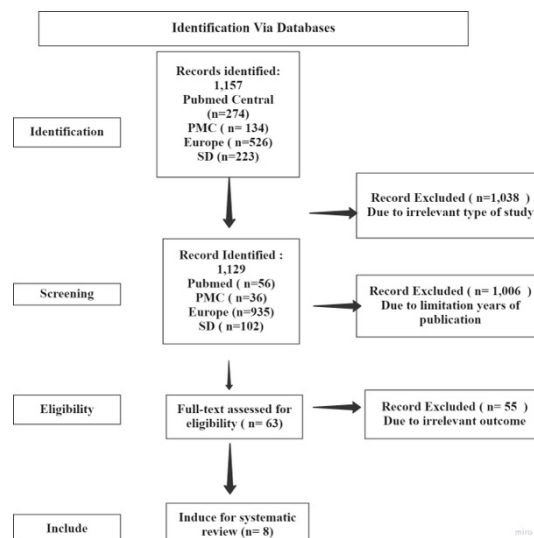 Identification Via Databases
Records identified:
1,157
Pubmed Central
(n=274)
PMC ( n= 134)
Europe ( n=526)
SD (n=223)
Identification
Record Excluded ( n=1,038 )
Due to irrelevant type of study
Record Identified :
1,129
Pubmed (n=56)
PMC (n=36)
Europe (n=935)
SD ( n=102)
Screening
Record Excluded ( n= 1,006 )
Due to limitation years of
publication
Eligibility
Full-text assessed for
eligibility ( n= 63)
Record Excluded ( n= 55 )
Due to irrelevant outcome
Include
Induce for systematic
review (n= 8)
miro